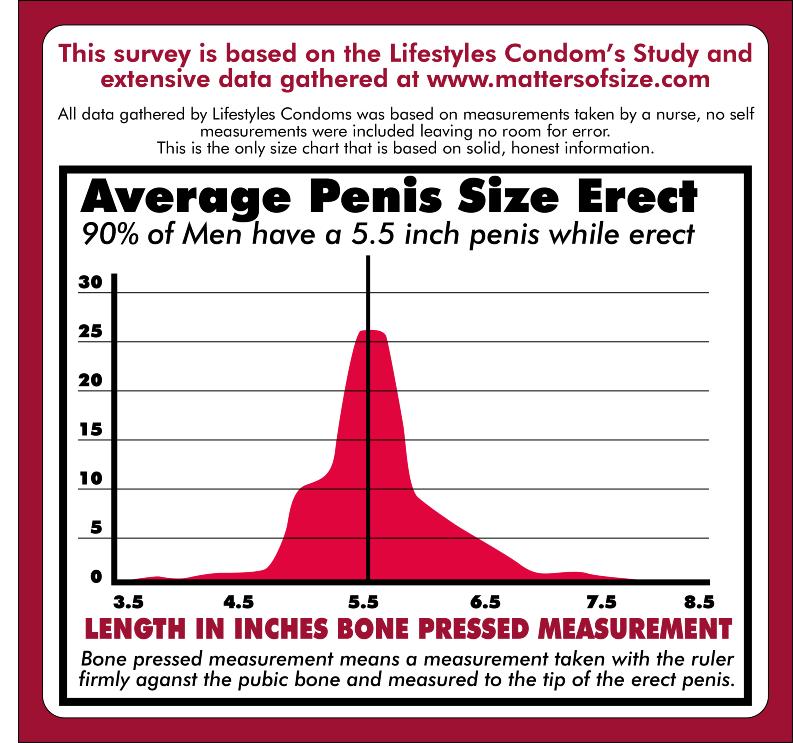 This survey is based on the Lifestyles Condom's Study and
extensive data gathered at www.mattersofsize.com
All data gathered by Lifestyles Condoms was based on measurements taken by a nurse, no self
measurements were included leaving no room for error.
This is the only size chart that is based on solid, honest information.
Average Penis Size Erect
90% of Men have a 5.5 inch penis while erect
30
25
20
15
10
5
0
3.5 4.5 5.5 6.5 7.5 8.5
LENGTH IN INCHES BONE PRESSED MEASUREMENT
Bone pressed measurement means a measurement taken with the ruler
firmly aganst the pubic bone and measured to the tip of the erect penis.